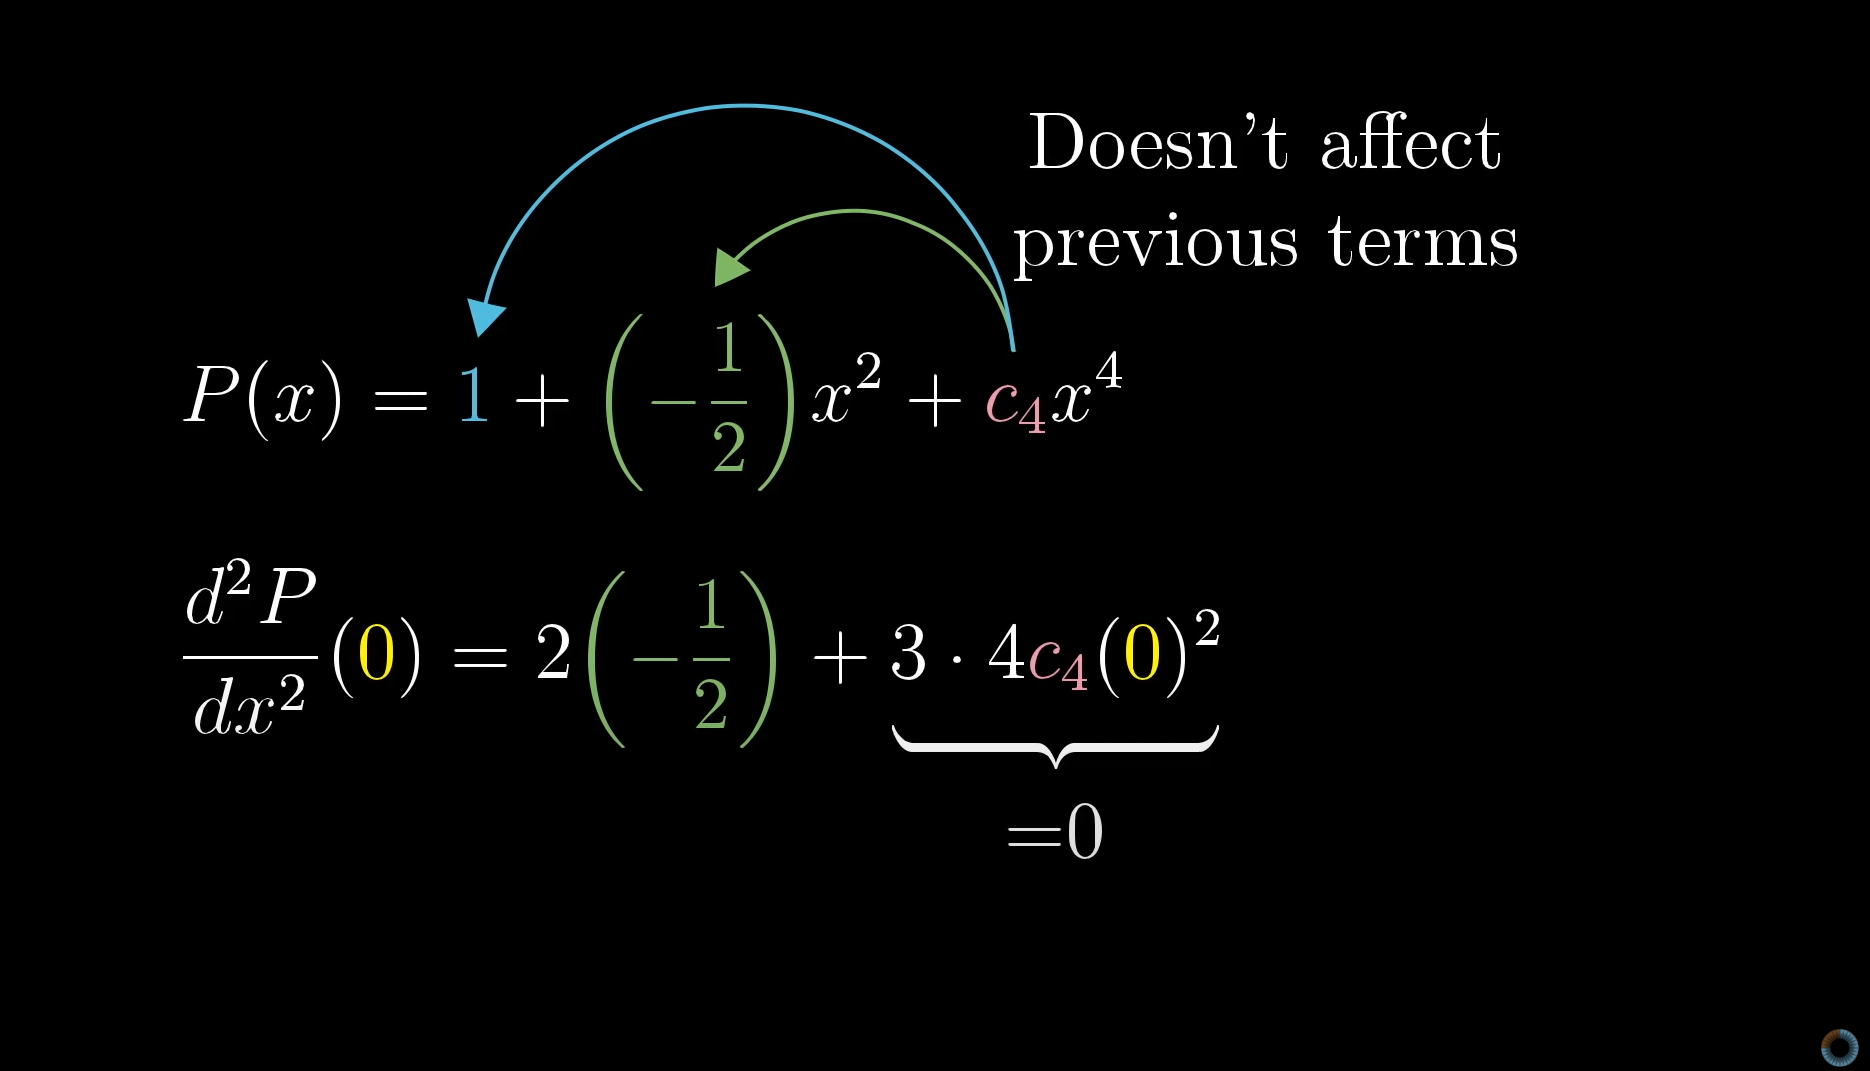 Doesn't affect
previous terms
P(x) = 1 + (−1/2)x² + c₄x⁴
d²P/dx²(0) = 2(−1/2) + 3 · 4c₄(0)²
=0